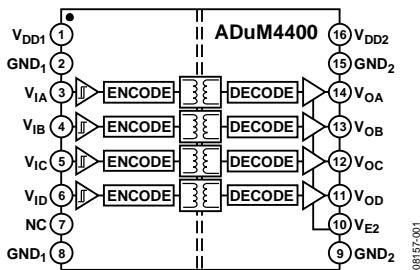 ADuM4400
VDD1 1
16 VDD2
GND1 2
15 GND2
VIA 3 ENCODE DECODE 14 VOA
VIB 4 ENCODE DECODE 13 VOB
VIC 5 ENCODE DECODE 12 VOC
VID 6 ENCODE DECODE 11 VOD
NC 7
10 VE2
GND1 8
9 GND2
08157-001